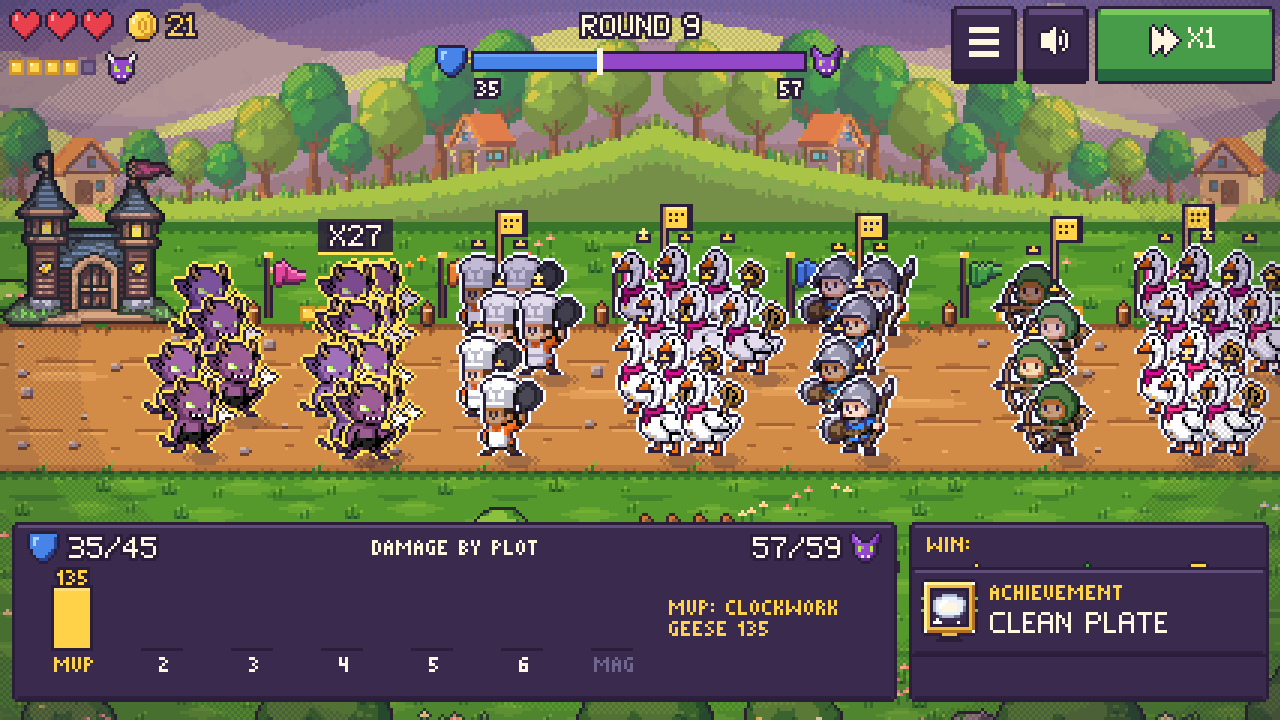 21
ROUND 9
X1
35
57
X27
35/45
DAMAGE BY PLOT
57/59
135
MVP: CLOCKWORK
GEESE 135
MVP
2
3
4
5
6
MAG
WIN:
ACHIEVEMENT
CLEAN PLATE